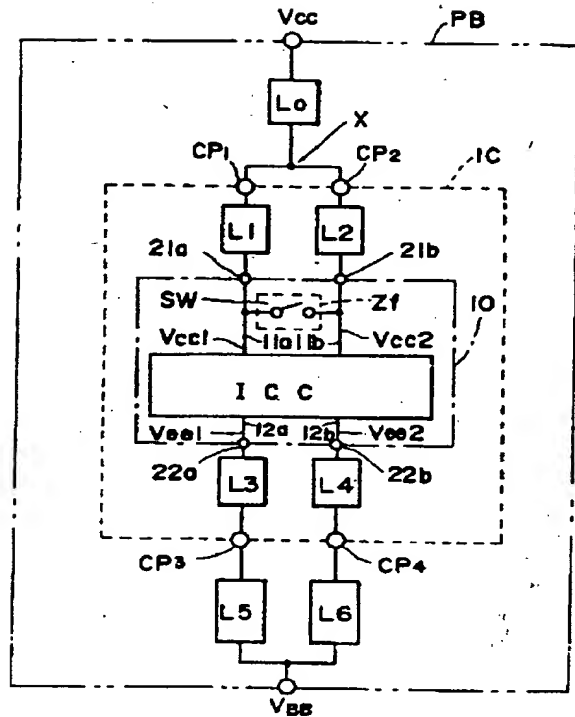 Vcc
PB
Lo
X
CP1
CP2
1C
L1
L2
21a
21b
SW
Zf
10
Vcc1
11a
11b
Vcc2
I C C
Vee1
12a
12b
Vee2
22a
22b
L3
L4
CP3
CP4
L5
L6
VBB